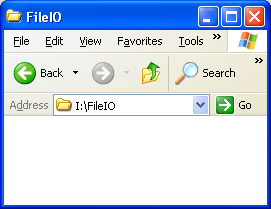 FileIO
File Edit View Favorites Tools »
Back Search »
Address I:\FileIO Go